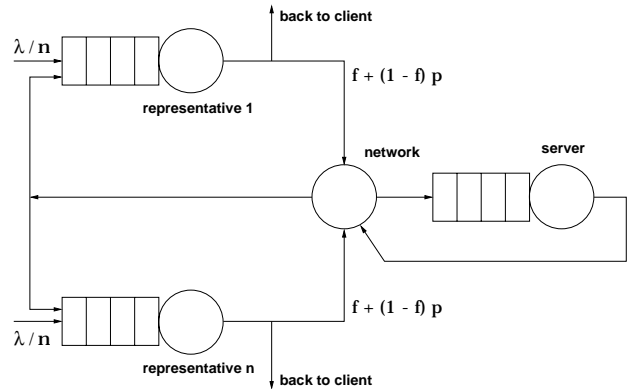 back to client
λ / n
f + (1 - f) p
representative 1
network
server
f + (1 - f) p
λ / n
representative n
back to client